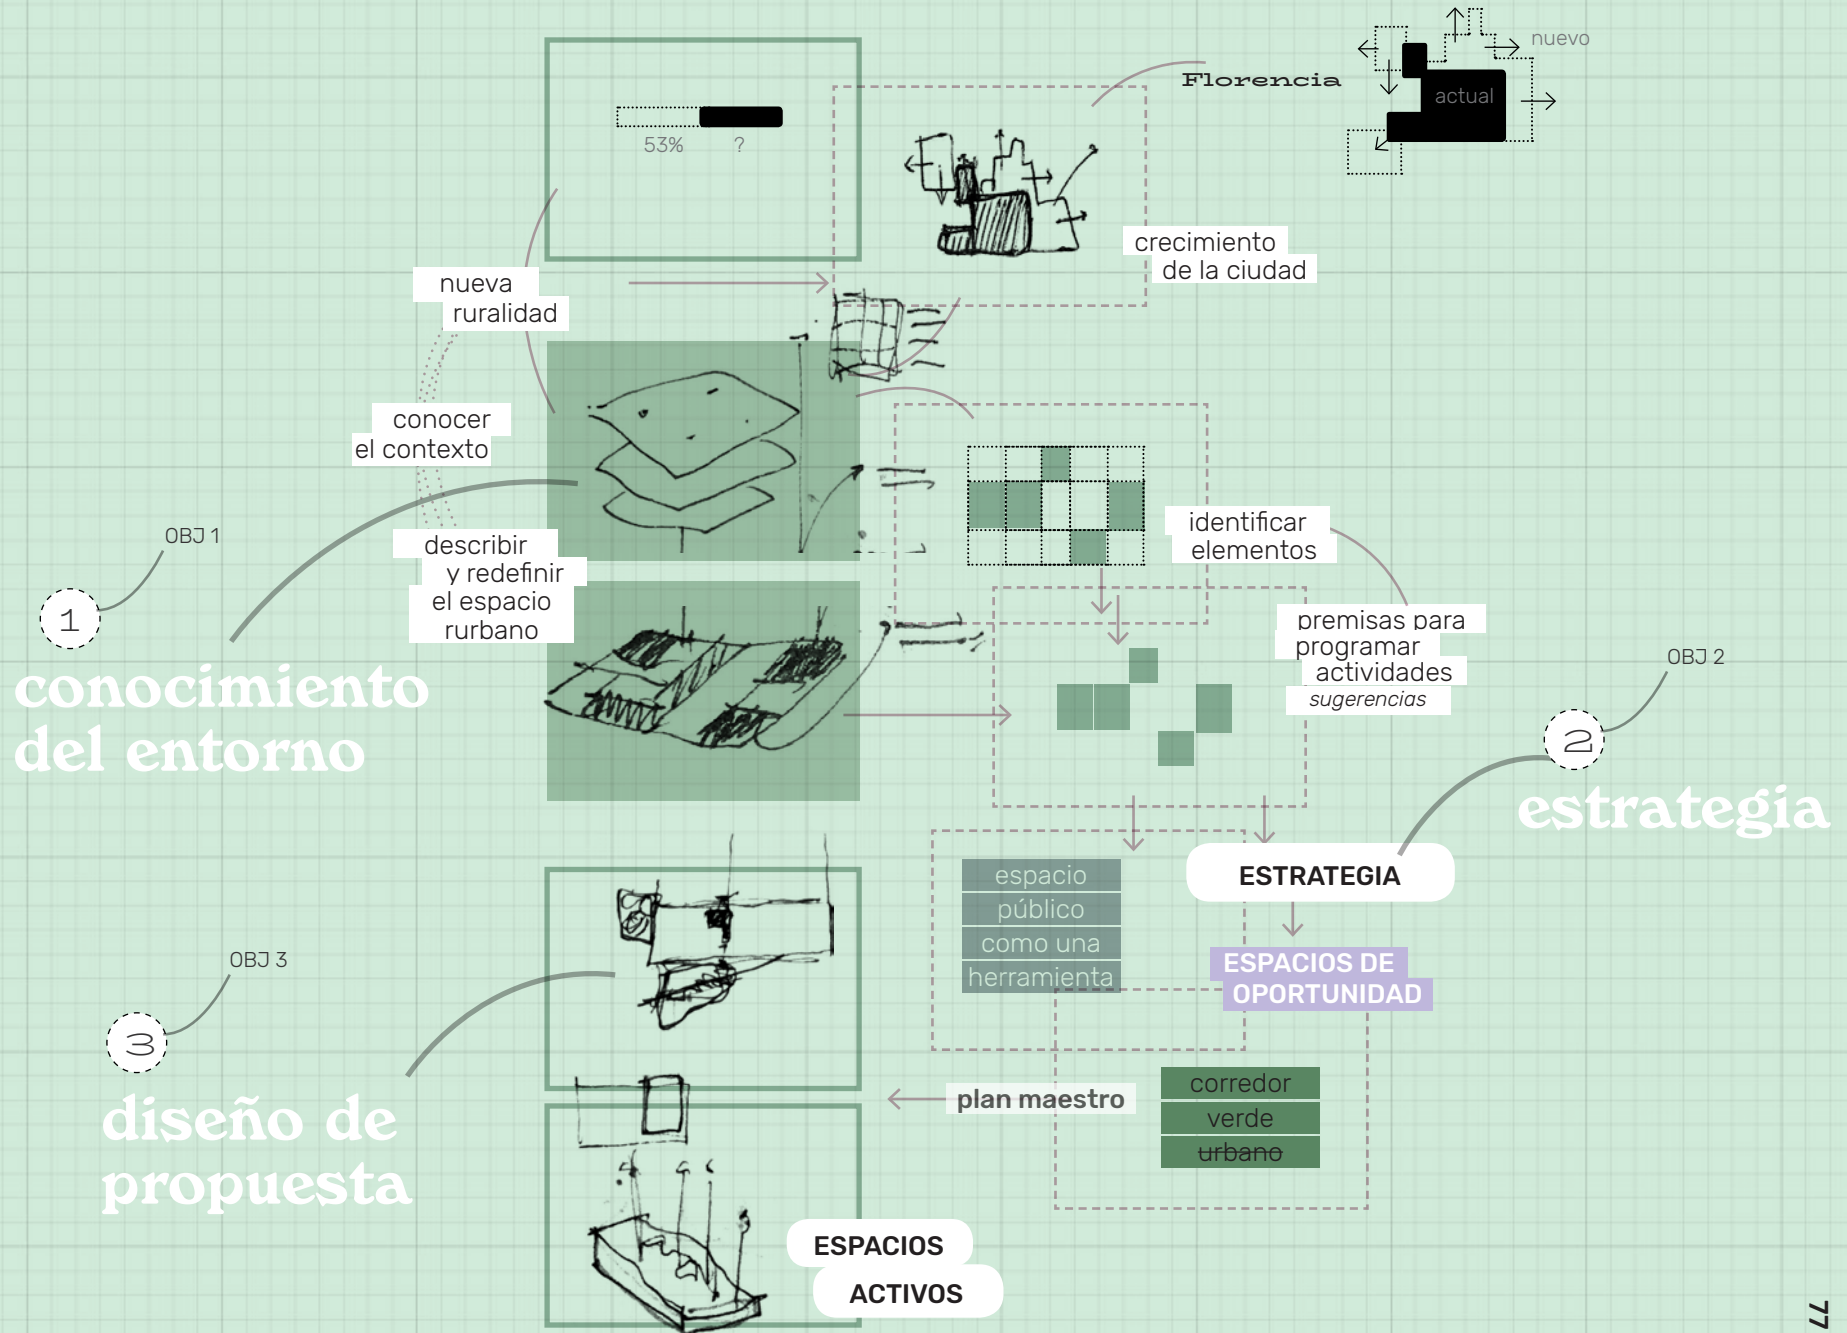 Florencia
nuevo
actual
53%
?
crecimiento
de la ciudad
nueva
ruralidad
conocer
el contexto
describir
y redefinir
el espacio
rurbano
OBJ 1
1
conocimiento
del entorno
identificar
elementos
premisas para
programar
actividades
sugerencias
OBJ 2
2
estrategia
espacio
público
como una
herramienta
ESTRATEGIA
ESPACIOS DE
OPORTUNIDAD
OBJ 3
3
diseño de
propuesta
plan maestro
corredor
verde
urbano
ESPACIOS
ACTIVOS
77